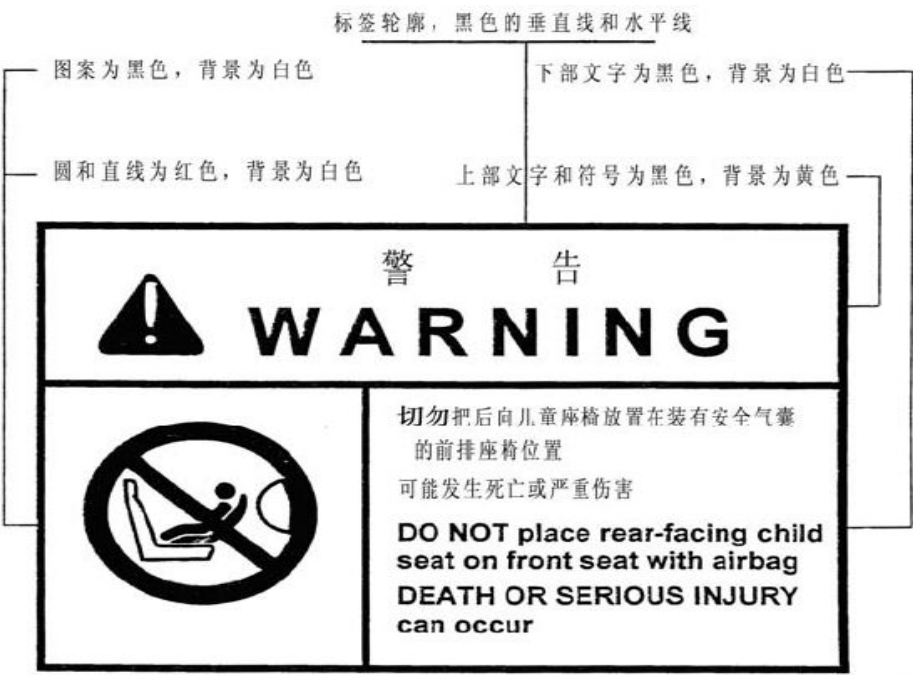 标签轮廓，黑色的垂直线和水平线
图案为黑色，背景为白色
下部文字为黑色，背景为白色
圆和直线为红色，背景为白色
上部文字和符号为黑色，背景为黄色
警 告
WARNING
切勿把后向儿童座椅放置在装有安全气囊
的前排座椅位置
可能发生死亡或严重伤害
DO NOT place rear-facing child
seat on front seat with airbag
DEATH OR SERIOUS INJURY
can occur